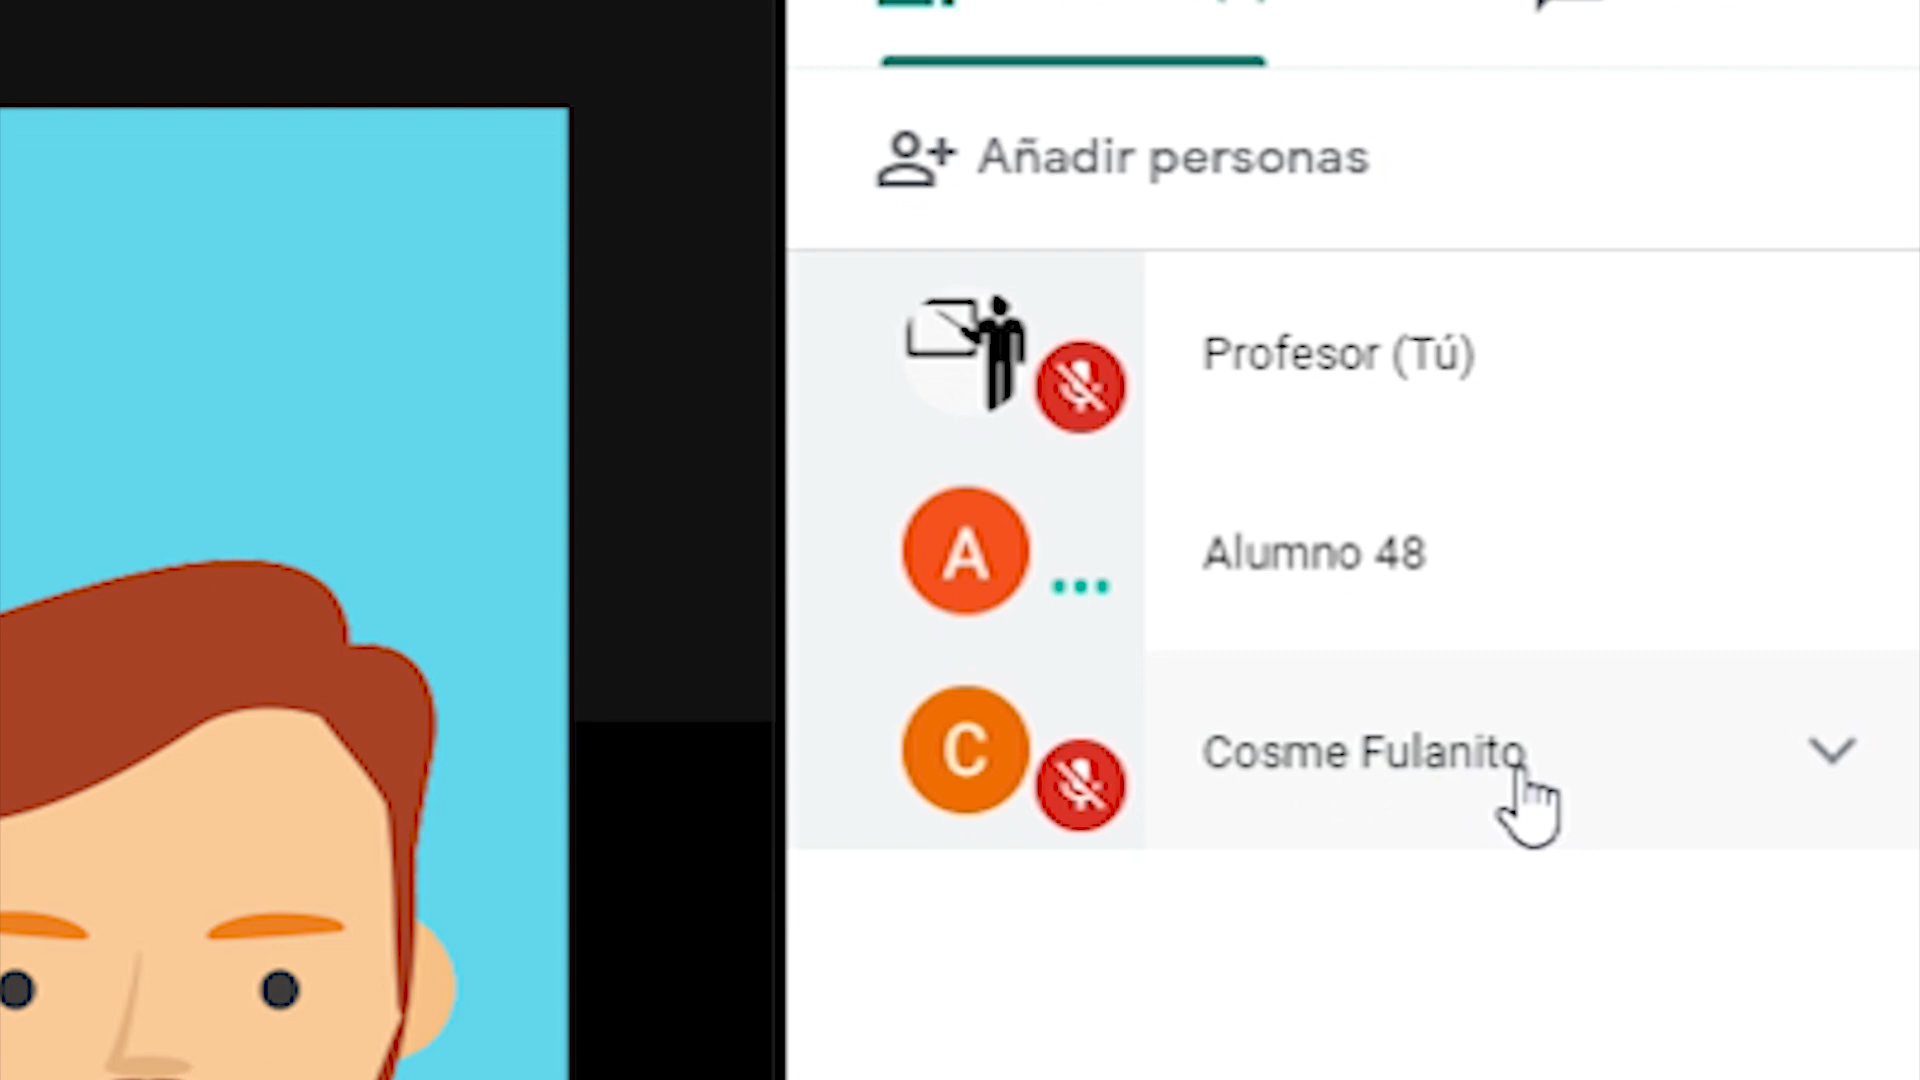 Añadir personas
Profesor (Tú)
A
Alumno 48
C
Cosme Fulanito